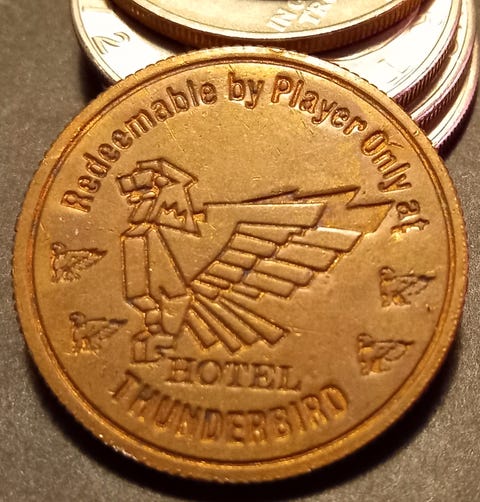 Redeemable by Player Only at
HOTEL
THUNDERBIRD